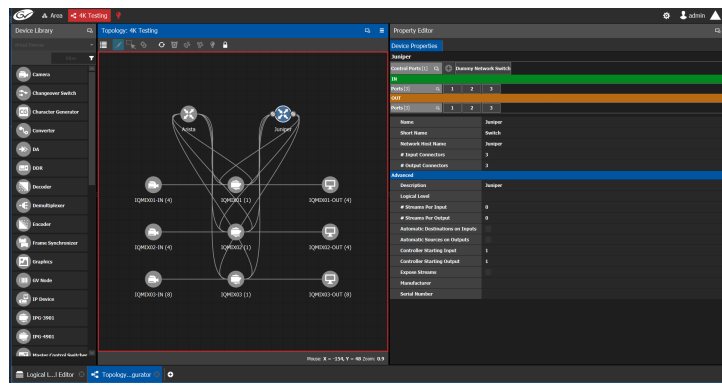 GV Area 4K Testing admin
Device Library
Topology: 4K Testing
Property Editor
Filter
Camera
Changeover Switch
CG Character Generator
Converter
DA
DDR
Decoder
Demultiplexer
Encoder
Frame Synchronizer
Graphics
GV Node
IP Device
IPG-3901
IPG-4901
Master Control Switcher
Arista
Juniper
IQMIX01-IN (4)
IQMIX01 (1)
IQMIX01-OUT (4)
IQMIX02-IN (4)
IQMIX02 (1)
IQMIX02-OUT (4)
IQMIX03-IN (8)
IQMIX03 (1)
IQMIX03-OUT (8)
Mouse: X = -154, Y = 48 Zoom: 0.9
Device Properties
Juniper
Control Ports [1] Dummy Network Switch
IN
Ports [3] 1 2 3
OUT
Ports [3] 1 2 3
Name Juniper
Short Name Switch
Network Host Name Juniper
# Input Connectors 3
# Output Connectors 3
Advanced
Description Juniper
Logical Level
# Streams Per Input 0
# Streams Per Output 0
Automatic Destinations on Inputs
Automatic Sources on Outputs
Controller Starting Input 1
Controller Starting Output 1
Expose Streams
Manufacturer
Serial Number
Logical L...l Editor
Topology...gurator